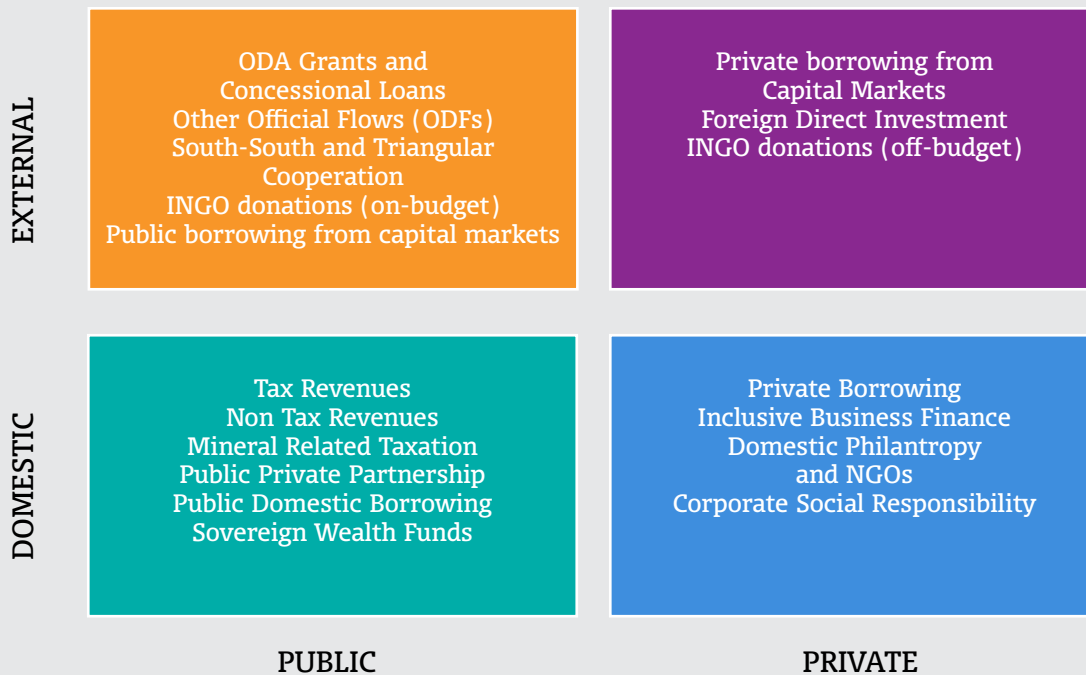 EXTERNAL
ODA Grants and
Concessional Loans
Other Official Flows (ODFs)
South-South and Triangular
Cooperation
INGO donations (on-budget)
Public borrowing from capital markets
Private borrowing from
Capital Markets
Foreign Direct Investment
INGO donations (off-budget)
DOMESTIC
Tax Revenues
Non Tax Revenues
Mineral Related Taxation
Public Private Partnership
Public Domestic Borrowing
Sovereign Wealth Funds
Private Borrowing
Inclusive Business Finance
Domestic Philantropy
and NGOs
Corporate Social Responsibility
PUBLIC
PRIVATE